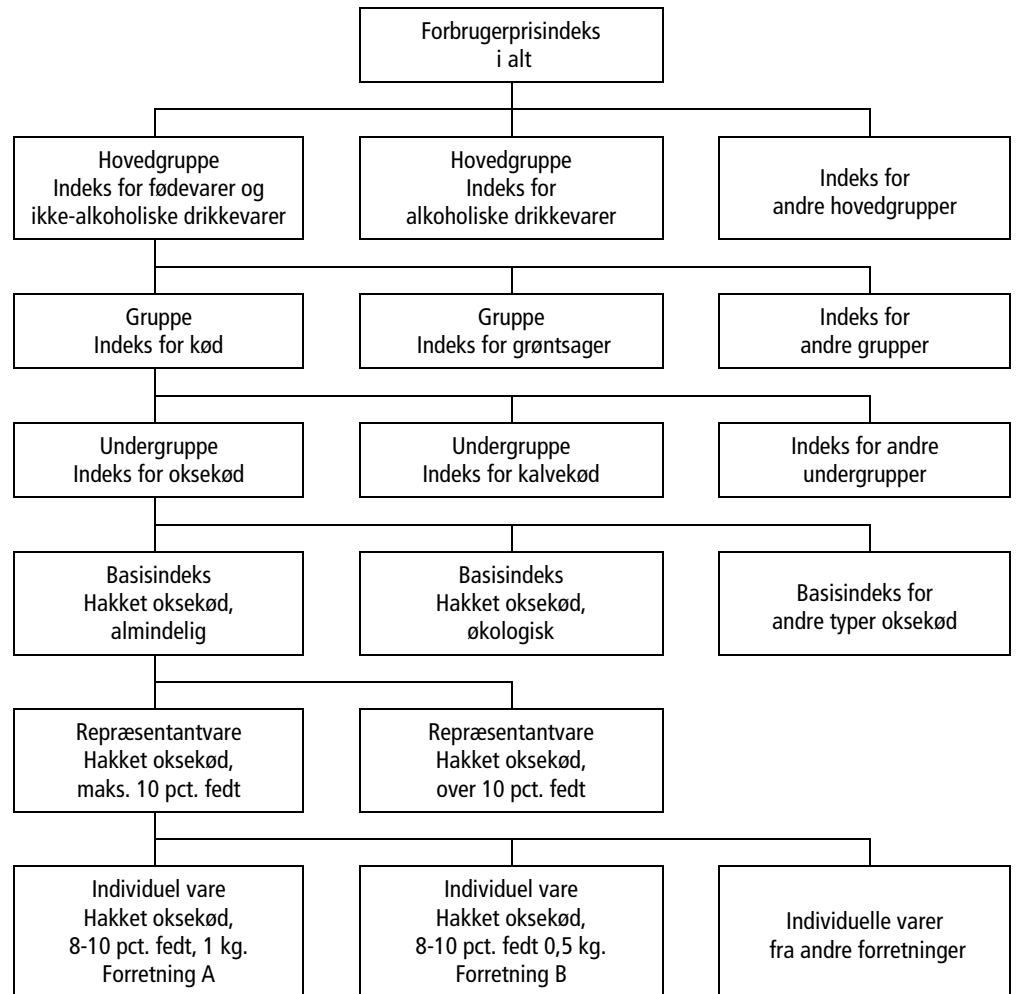 Forbrugerprisindeks
i alt
Hovedgruppe
Indeks for fødevarer og
ikke-alkoholiske drikkevarer
Hovedgruppe
Indeks for
alkoholiske drikkevarer
Indeks for
andre hovedgrupper
Gruppe
Indeks for kød
Gruppe
Indeks for grøntsager
Indeks for
andre grupper
Undergruppe
Indeks for oksekød
Undergruppe
Indeks for kalvekød
Indeks for andre
undergrupper
Basisindeks
Hakket oksekød,
almindelig
Basisindeks
Hakket oksekød,
økologisk
Basisindeks for
andre typer oksekød
Repræsentantvare
Hakket oksekød,
maks. 10 pct. fedt
Repræsentantvare
Hakket oksekød,
over 10 pct. fedt
Individuel vare
Hakket oksekød,
8-10 pct. fedt, 1 kg.
Forretning A
Individuel vare
Hakket oksekød,
8-10 pct. fedt 0,5 kg.
Forretning B
Individuelle varer
fra andre forretninger